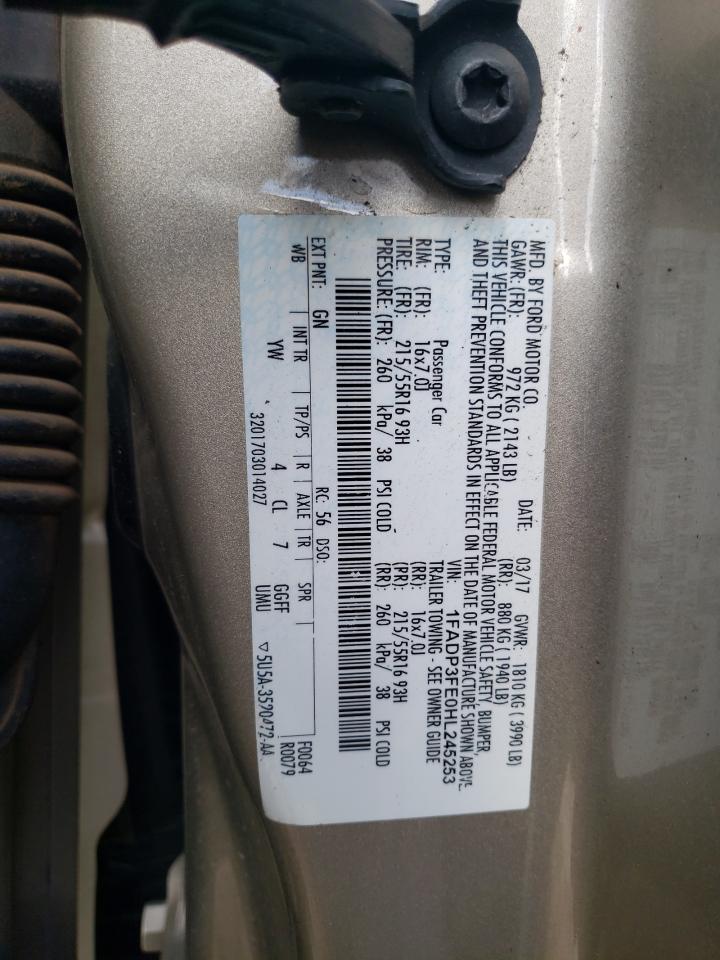 MFD. BY FORD MOTOR CO.
DATE: 03/17 GVWR: 1810 KG ( 3990 LB)
GAWR: (FR): 972 KG ( 2143 LB) (RR): 880 KG ( 1940 LB)
THIS VEHICLE CONFORMS TO ALL APPLICABLE FEDERAL MOTOR VEHICLE SAFETY, BUMPER,
AND THEFT PREVENTION STANDARDS IN EFFECT ON THE DATE OF MANUFACTURE SHOWN ABOVE.
VIN: 1FADP3FE0HL245253
TYPE: Passenger Car TRAILER TOWING - SEE OWNER GUIDE
RIM: (FR): 16x7.0J (RR): 16x7.0J
TIRE: (FR): 215/55R16 93H (RR): 215/55R16 93H
PRESSURE: (FR): 260 kPa/ 38 PSI COLD (RR): 260 kPa/ 38 PSI COLD
EXT PNT: GN RC: 56 DSO: F0064
WB INT TR TP/PS R AXLE TR SPR R0079
YW 4 CL 7 GGFF
3201703014027 UMU
5U5A-3520472-AA